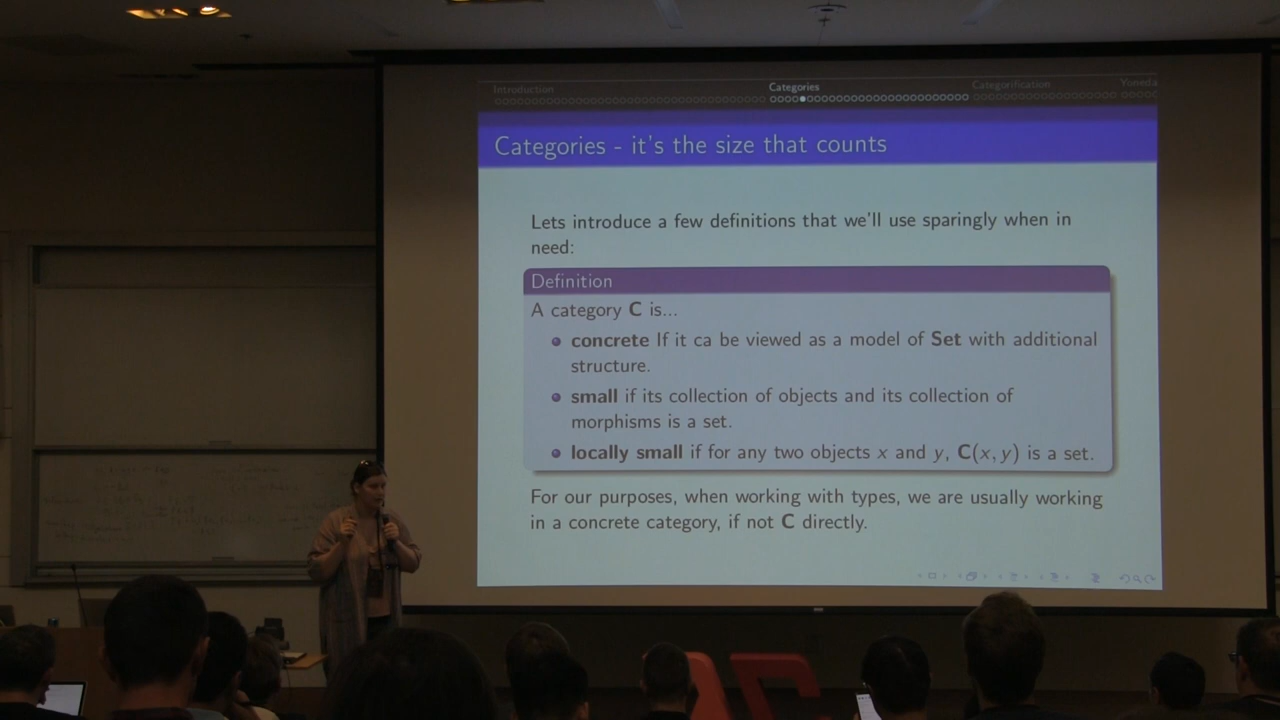 Introduction Categories Categorification Yoneda
Categories - it's the size that counts
Lets introduce a few definitions that we'll use sparingly when in
need:
Definition
A category C is...
concrete If it ca be viewed as a model of Set with additional
structure.
small if its collection of objects and its collection of
morphisms is a set.
locally small if for any two objects x and y, C(x, y) is a set.
For our purposes, when working with types, we are usually working
in a concrete category, if not C directly.